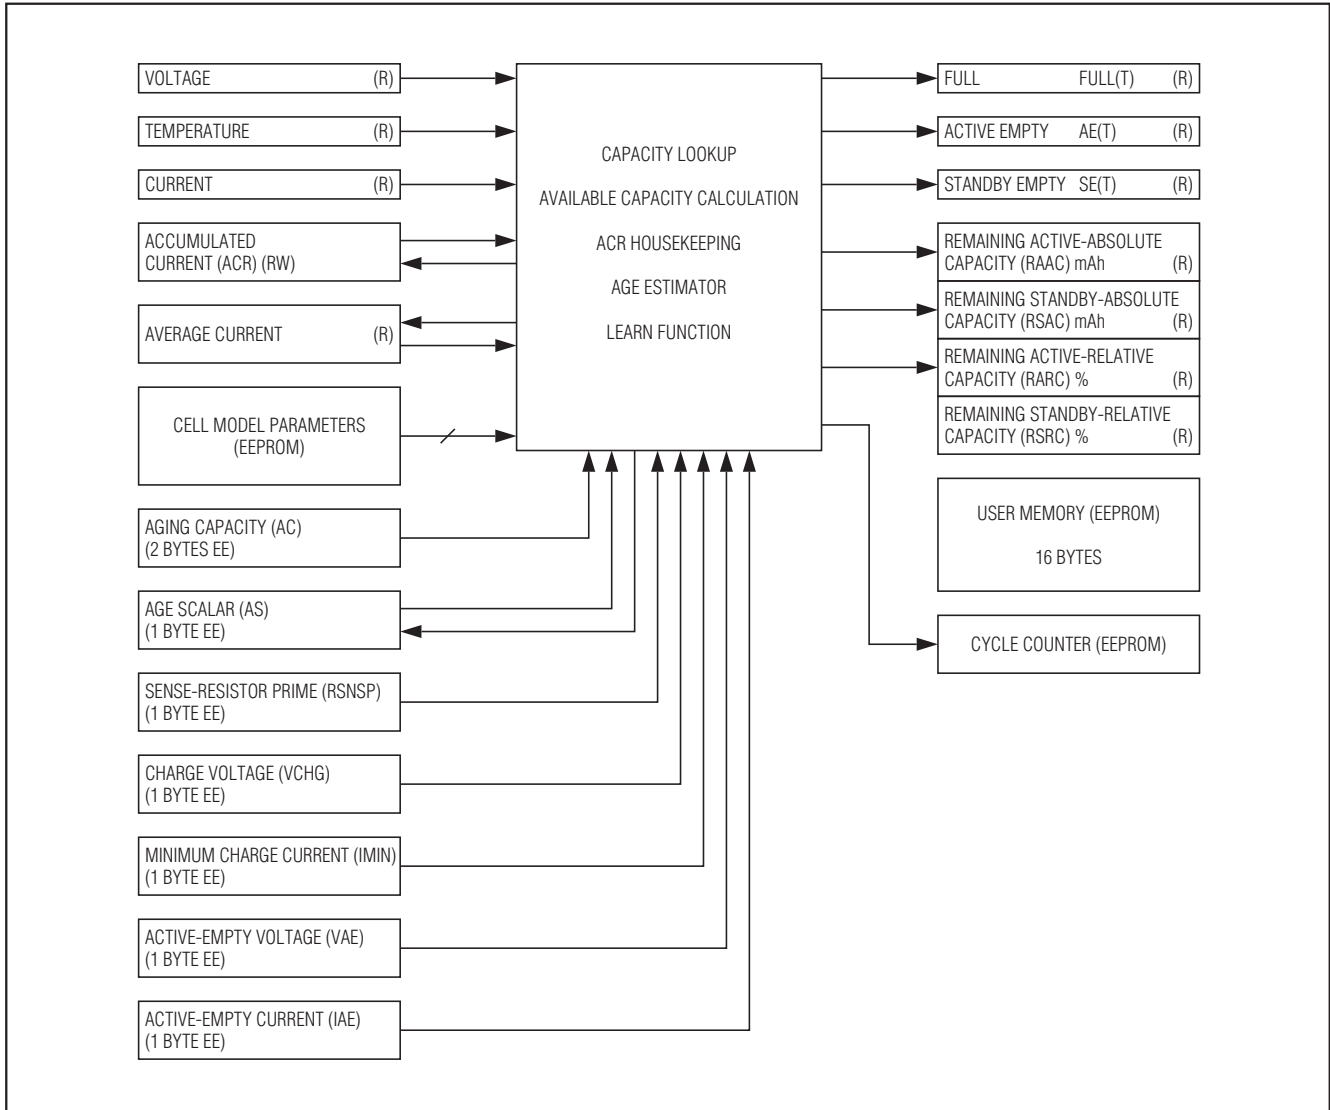 VOLTAGE (R)
TEMPERATURE (R)
CURRENT (R)
ACCUMULATED
CURRENT (ACR) (RW)
AVERAGE CURRENT (R)
CELL MODEL PARAMETERS
(EEPROM)
AGING CAPACITY (AC)
(2 BYTES EE)
AGE SCALAR (AS)
(1 BYTE EE)
SENSE-RESISTOR PRIME (RSNSP)
(1 BYTE EE)
CHARGE VOLTAGE (VCHG)
(1 BYTE EE)
MINIMUM CHARGE CURRENT (IMIN)
(1 BYTE EE)
ACTIVE-EMPTY VOLTAGE (VAE)
(1 BYTE EE)
ACTIVE-EMPTY CURRENT (IAE)
(1 BYTE EE)
CAPACITY LOOKUP
AVAILABLE CAPACITY CALCULATION
ACR HOUSEKEEPING
AGE ESTIMATOR
LEARN FUNCTION
FULL FULL(T) (R)
ACTIVE EMPTY AE(T) (R)
STANDBY EMPTY SE(T) (R)
REMAINING ACTIVE-ABSOLUTE
CAPACITY (RAAC) mAh (R)
REMAINING STANDBY-ABSOLUTE
CAPACITY (RSAC) mAh (R)
REMAINING ACTIVE-RELATIVE
CAPACITY (RARC) % (R)
REMAINING STANDBY-RELATIVE
CAPACITY (RSRC) % (R)
USER MEMORY (EEPROM)
16 BYTES
CYCLE COUNTER (EEPROM)